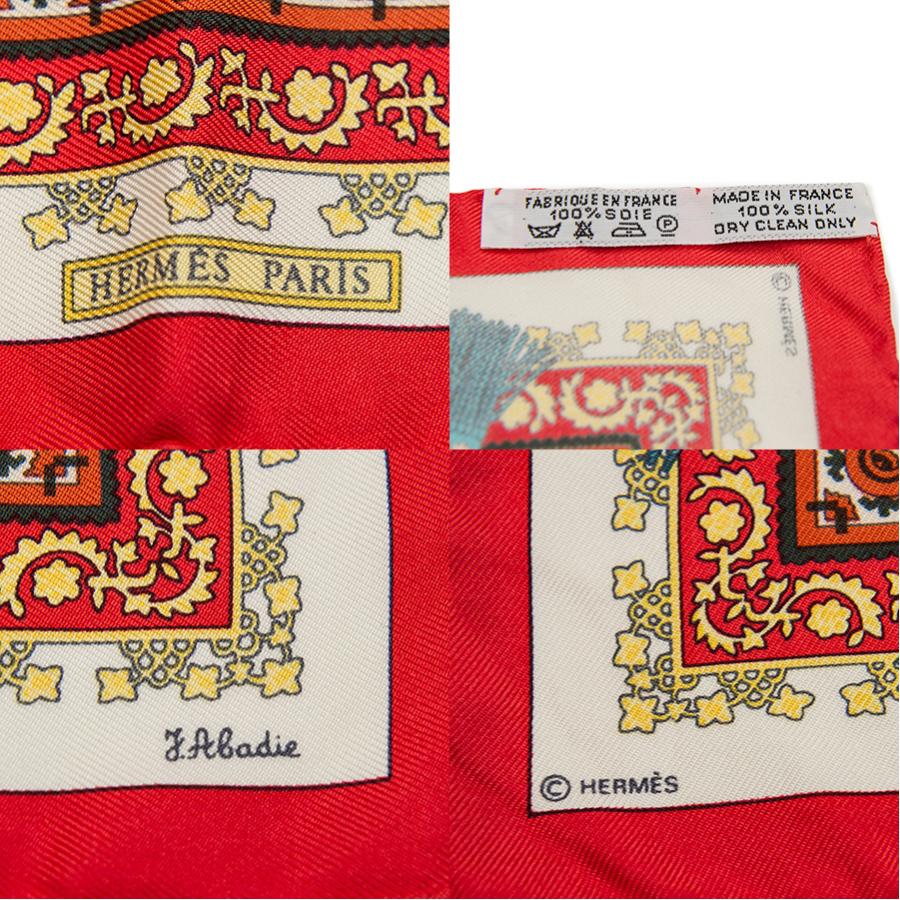 HERMÈS PARIS
FABRIQUE EN FRANCE
100% SOIE
MADE IN FRANCE
100% SILK
DRY CLEAN ONLY
© HERMÈS
J.Abadie
© HERMÈS